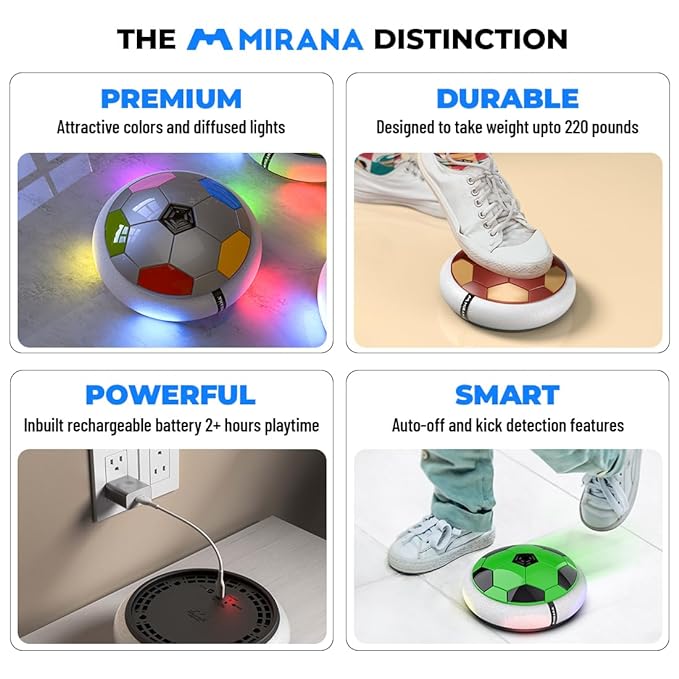 THE MIRANA DISTINCTION
PREMIUM
Attractive colors and diffused lights
DURABLE
Designed to take weight upto 220 pounds
POWERFUL
Inbuilt rechargeable battery 2+ hours playtime
SMART
Auto-off and kick detection features